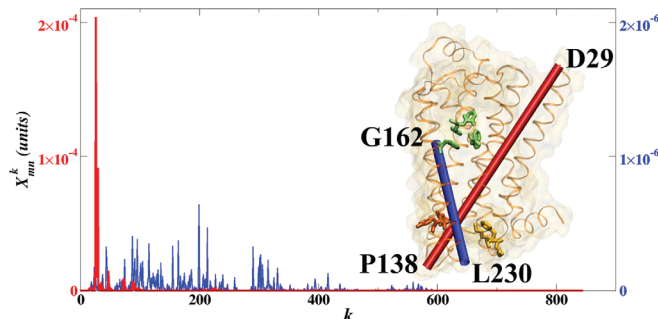 2×10⁻⁴
2×10⁻⁶
D29
G162
1×10⁻⁴
1×10⁻⁶
X^k_mn (units)
P138
L230
0
0
0
200
400
600
800
k